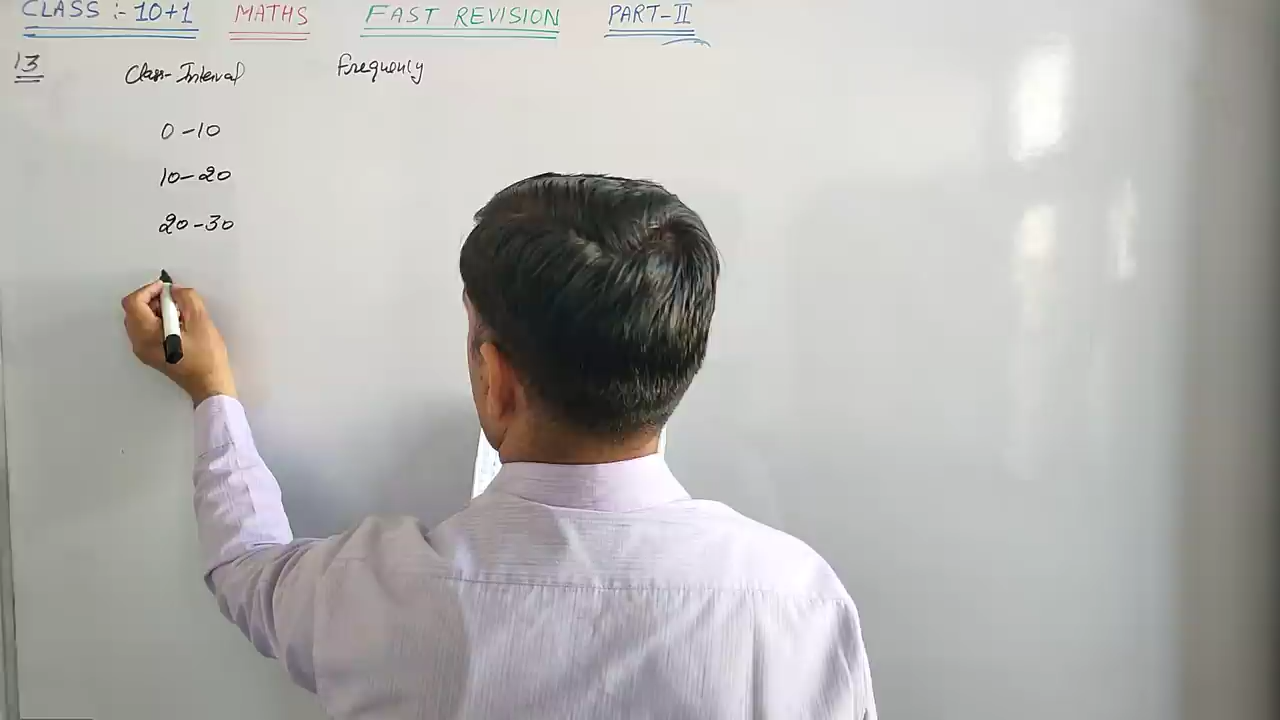 CLASS :- 10+1 MATHS FAST REVISION PART-II
13 Class-Interval Frequency
0-10
10-20
20-30